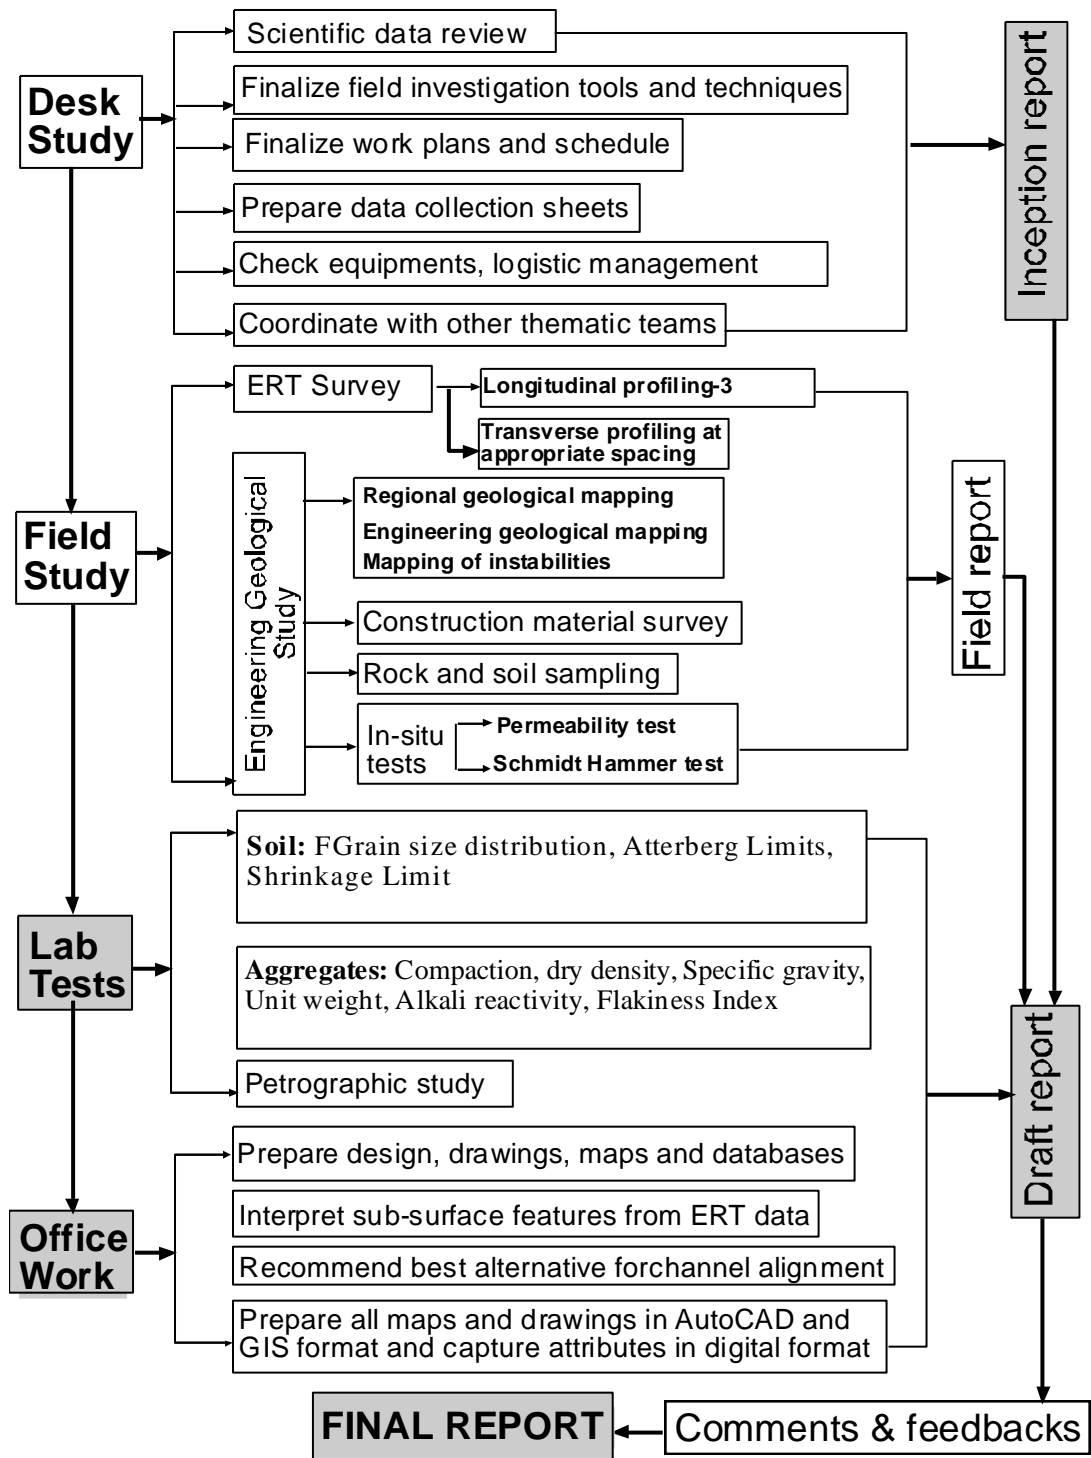 Scientific data review
Finalize field investigation tools and techniques
Desk
Study
Finalize work plans and schedule
Prepare data collection sheets
Check equipments, logistic management
Coordinate with other thematic teams
Inception report
ERT Survey
Longitudinal profiling-3
Transverse profiling at
appropriate spacing
Field
Study
Engineering Geological
Study
Regional geological mapping
Engineering geological mapping
Mapping of instabilities
Construction material survey
Rock and soil sampling
In-situ
tests
Permeability test
Schmidt Hammer test
Field report
Lab
Tests
Soil: FGrain size distribution, Atterberg Limits,
Shrinkage Limit
Aggregates: Compaction, dry density, Specific gravity,
Unit weight, Alkali reactivity, Flakiness Index
Petrographic study
Draft report
Office
Work
Prepare design, drawings, maps and databases
Interpret sub-surface features from ERT data
Recommend best alternative forchannel alignment
Prepare all maps and drawings in AutoCAD and
GIS format and capture attributes in digital format
FINAL REPORT
Comments & feedbacks